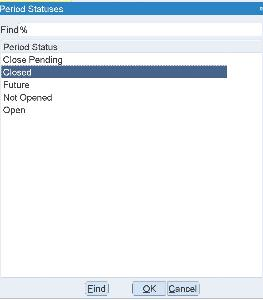 Period Statuses
Find %
Period Status
Close Pending
Closed
Future
Not Opened
Open
Find OK Cancel